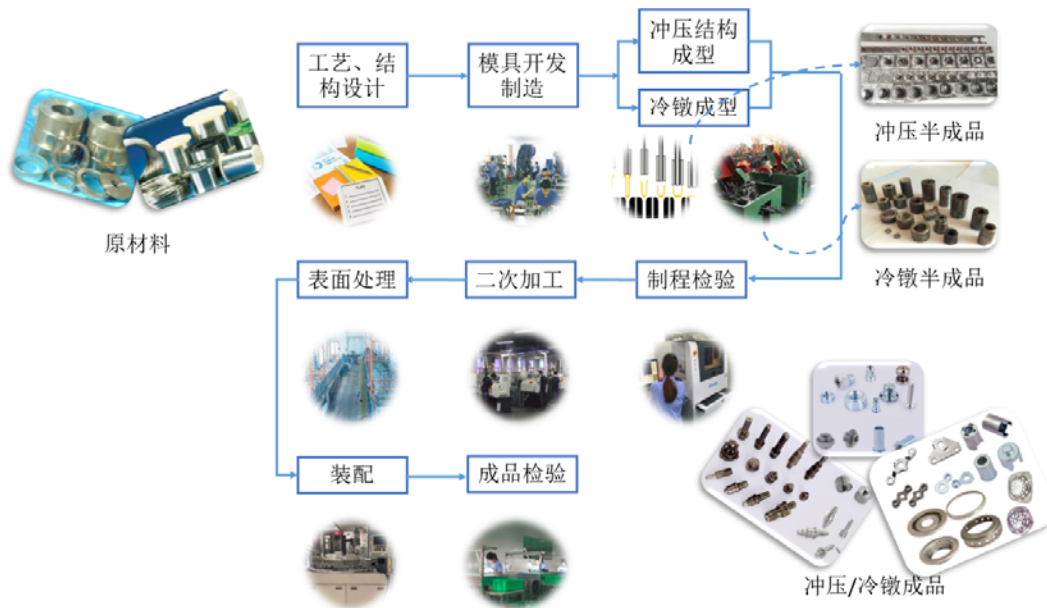 工艺、结
构设计
模具开发
制造
冲压结构
成型
冷镦成型
冲压半成品
原材料
冷镦半成品
表面处理
二次加工
制程检验
装配
成品检验
冲压/冷镦成品